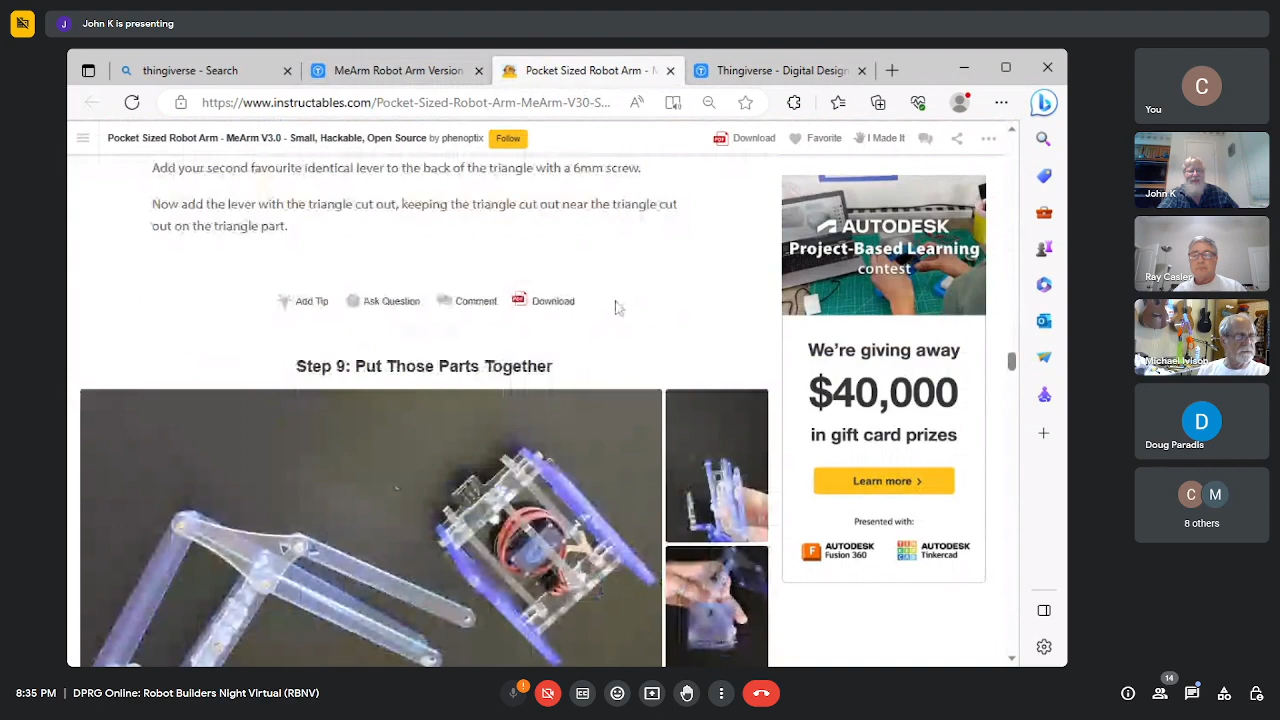 John K is presenting
thingiverse - Search
MeArm Robot Arm Version
Pocket Sized Robot Arm - M
Thingiverse - Digital Design
https://www.instructables.com/Pocket-Sized-Robot-Arm-MeArm-V30-S...
Pocket Sized Robot Arm - MeArm V3.0 - Small, Hackable, Open Source by phenoptix
Follow
Download
Favorite
I Made It
Add your second favourite identical lever to the back of the triangle with a 6mm screw.
Now add the lever with the triangle cut out, keeping the triangle cut out near the triangle cut
out on the triangle part.
Add Tip
Ask Question
Comment
Download
Step 9: Put Those Parts Together
AUTODESK
Project-Based Learning
contest
We're giving away
$40,000
in gift card prizes
Learn more
Presented with:
AUTODESK
Fusion 360
AUTODESK
Tinkercad
You
John K
Ray Casler
Michael
Doug Paradis
8 others
8:35 PM | DPRG Online: Robot Builders Night Virtual (RBNV)
14